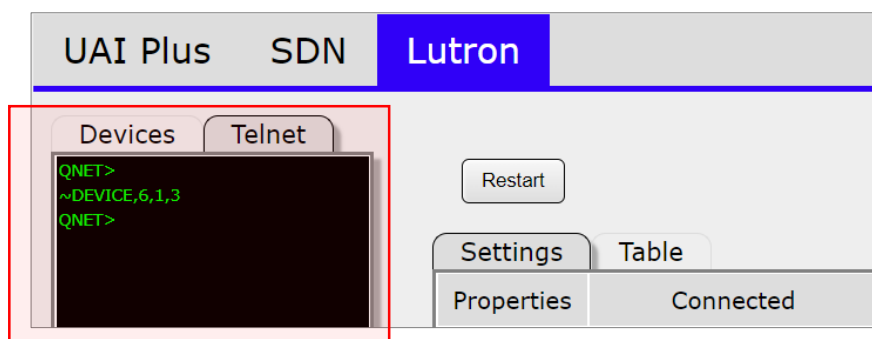 UAI Plus SDN Lutron
Devices Telnet
QNET>
~DEVICE,6,1,3
QNET>
Restart
Settings Table
Properties Connected